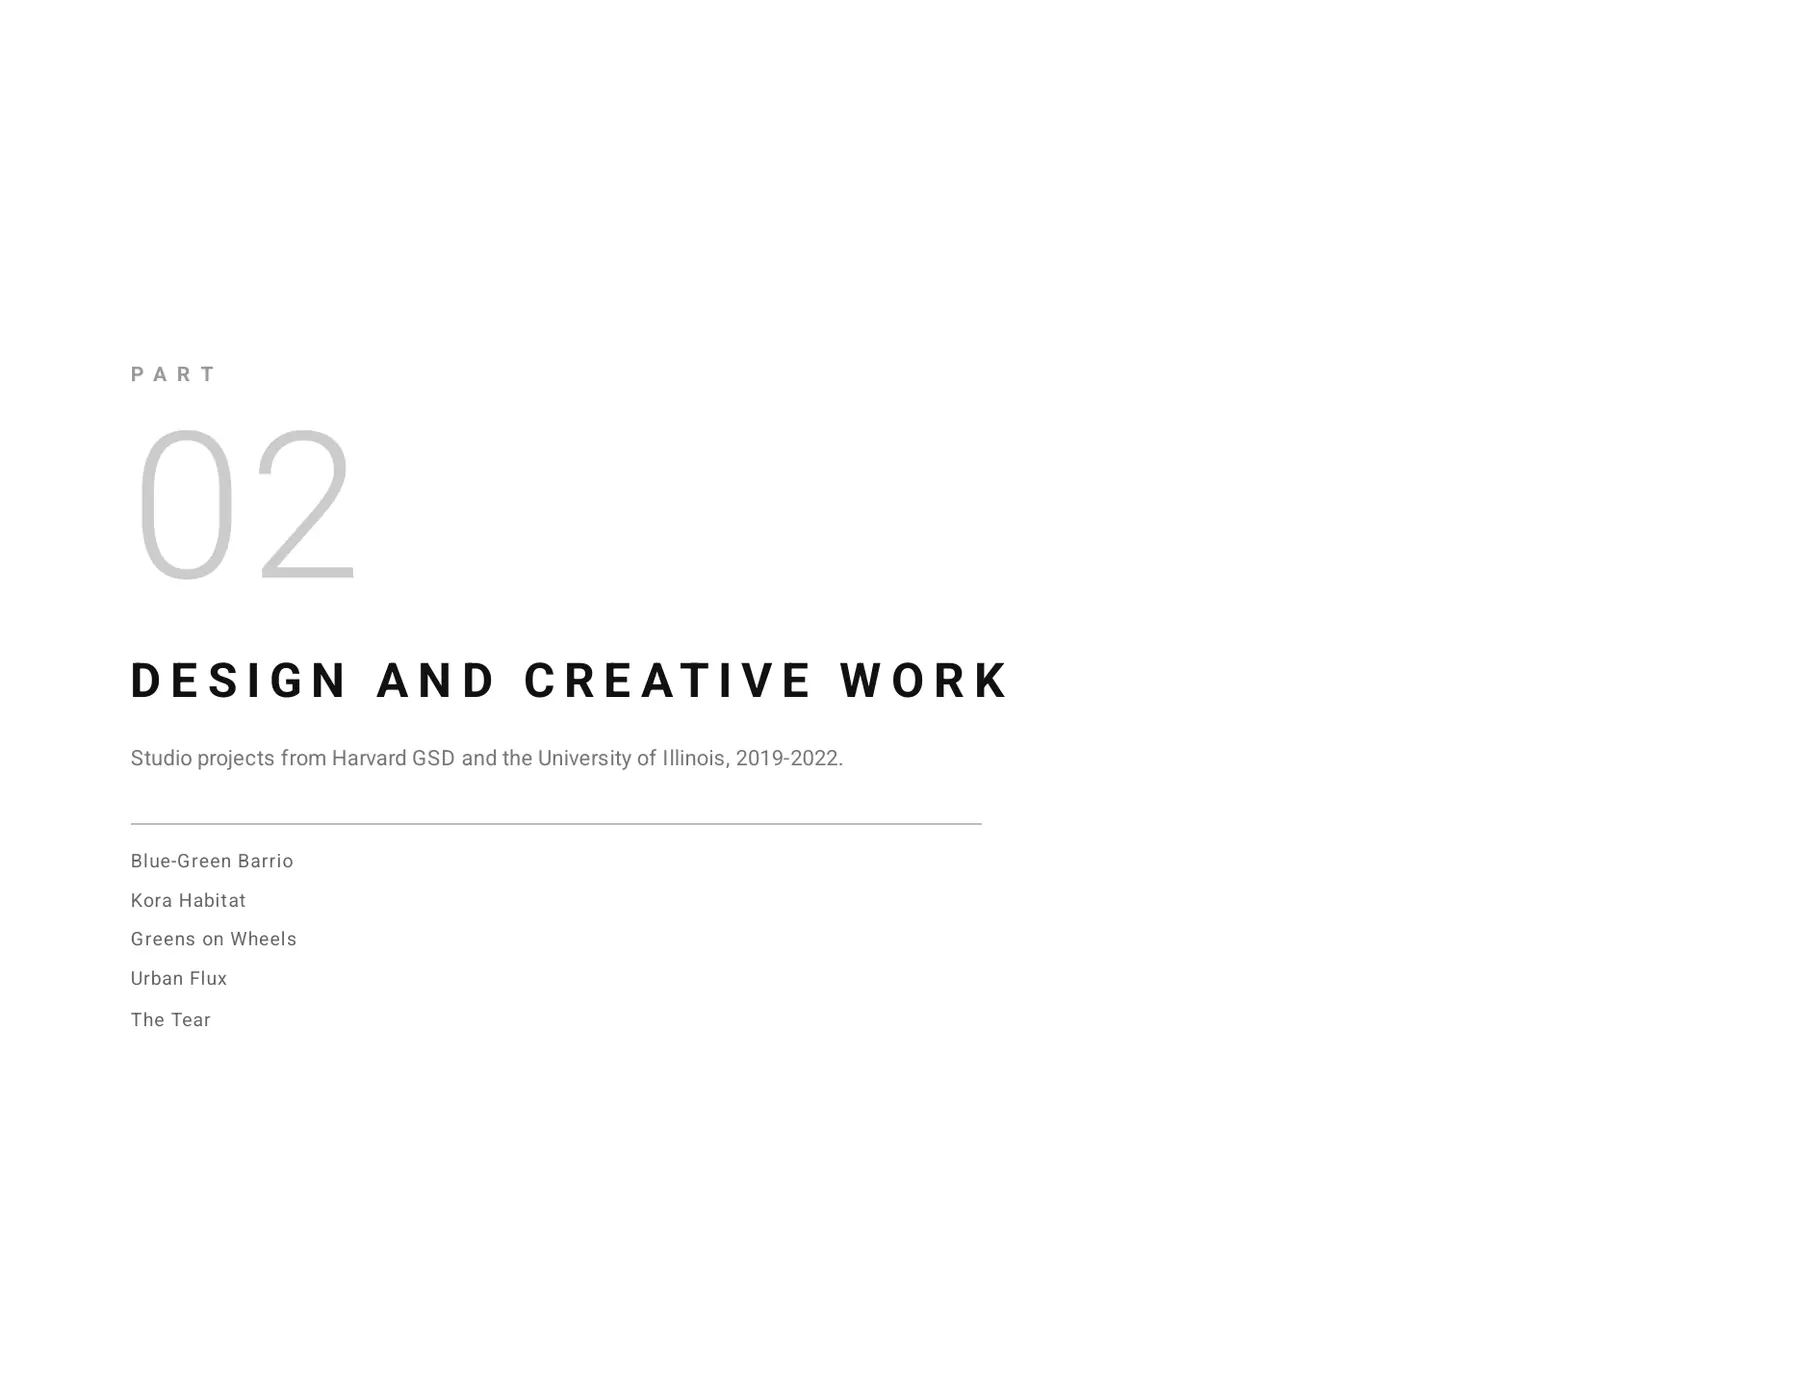 PART
02
DESIGN AND CREATIVE WORK
Studio projects from Harvard GSD and the University of Illinois, 2019-2022.
Blue-Green Barrio
Kora Habitat
Greens on Wheels
Urban Flux
The Tear